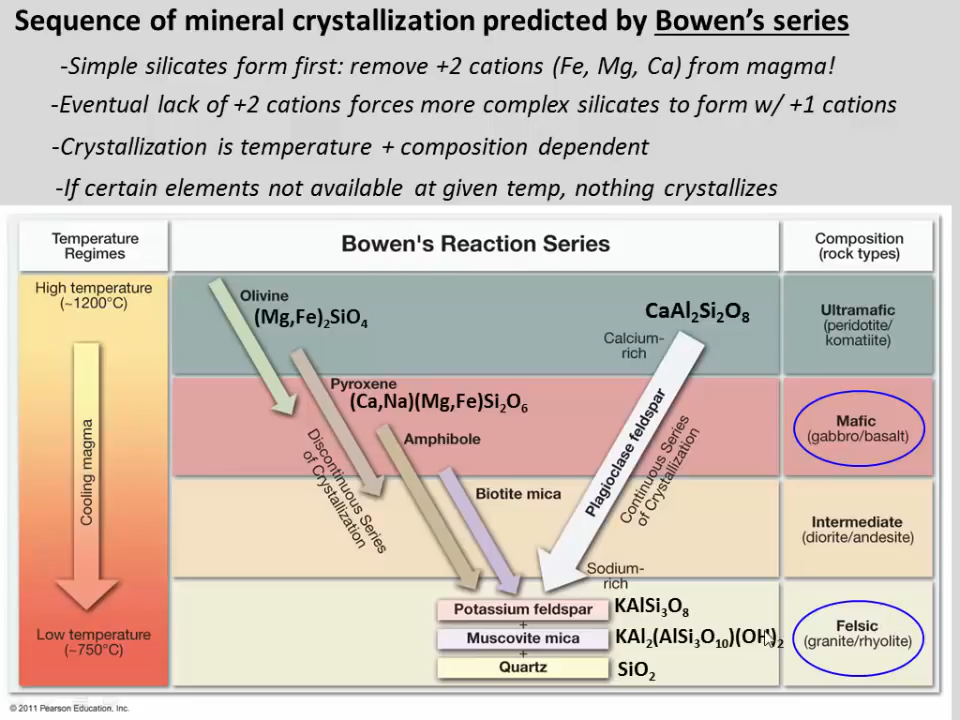 Sequence of mineral crystallization predicted by Bowen's series
-Simple silicates form first: remove +2 cations (Fe, Mg, Ca) from magma!
-Eventual lack of +2 cations forces more complex silicates to form w/ +1 cations
-Crystallization is temperature + composition dependent
-If certain elements not available at given temp, nothing crystallizes
Temperature
Regimes
Bowen's Reaction Series
Composition
(rock types)
High temperature
(~1200°C)
Cooling magma
Low temperature
(~750°C)
Olivine
(Mg,Fe)₂SiO₄
Pyroxene
(Ca,Na)(Mg,Fe)Si₂O₆
Amphibole
Biotite mica
Discontinuous Series
of Crystallization
CaAl₂Si₂O₈
Calcium-
rich
Plagioclase feldspar
Continuous Series
of Crystallization
Sodium-
rich
Potassium feldspar
KAlSi₃O₈
+
Muscovite mica
KAl₂(AlSi₃O₁₀)(OH)₂
+
Quartz
SiO₂
Ultramafic
(peridotite/
komatiite)
Mafic
(gabbro/basalt)
Intermediate
(diorite/andesite)
Felsic
(granite/rhyolite)
© 2011 Pearson Education, Inc.